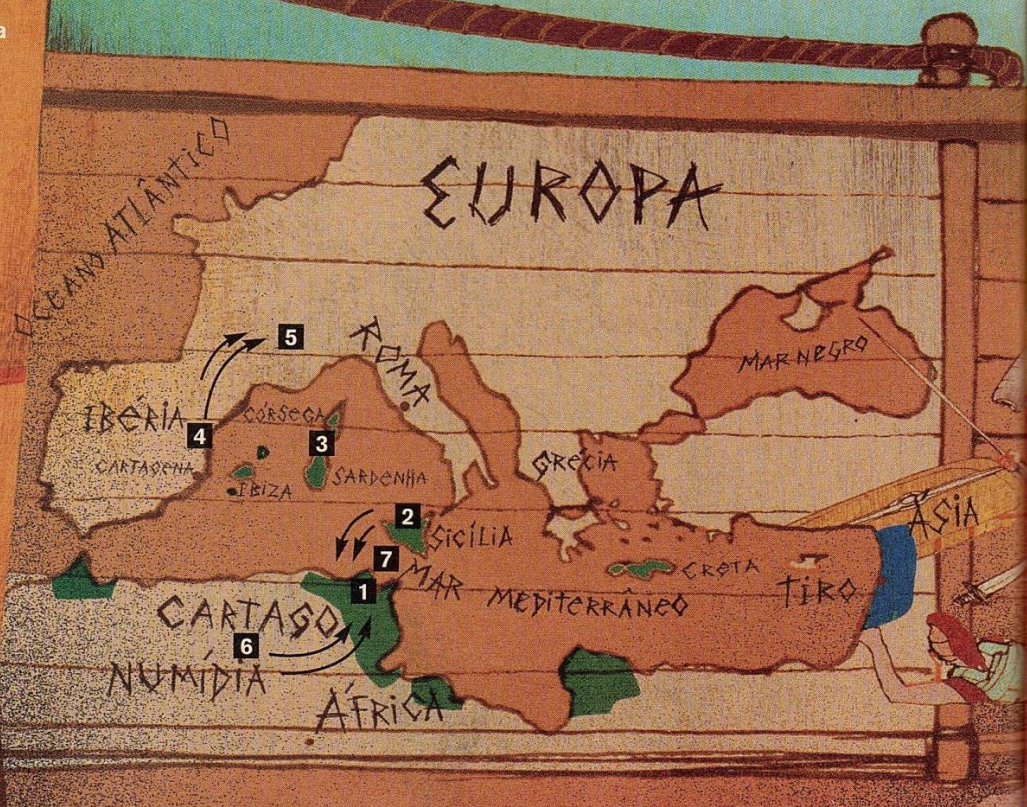 a
EUROPA
OCEANO ATLÂNTICO
5
ROMA
MAR NEGRO
IBÉRIA
CÓRSEGA
4
3
GRÉCIA
CARTAGENA
SARDENHA
IBIZA
2
SICÍLIA
ÁSIA
7
MAR MEDITERRÂNEO
CRETA
TIRO
1
CARTAGO
6
NUMÍDIA
ÁFRICA